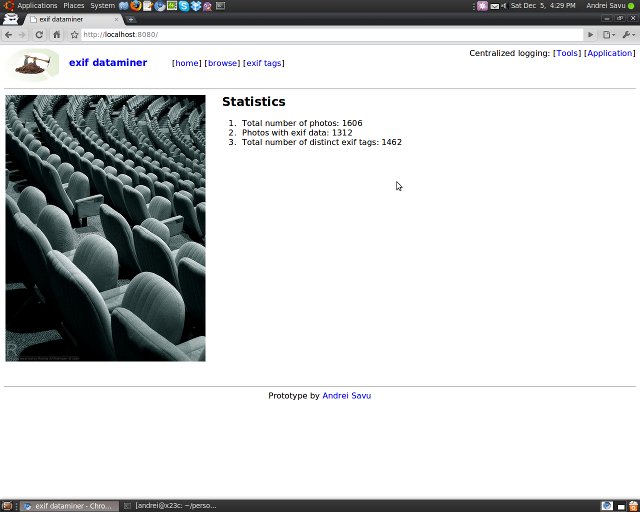 Applications Places System
Sat Dec 5, 4:29 PM Andrei Savu
exif dataminer
http://localhost:8080/
exif dataminer [home] [browse] [exif tags]
Centralized logging: [Tools] [Application]
Statistics
1. Total number of photos: 1606
2. Photos with exif data: 1312
3. Total number of distinct exif tags: 1462
Prototype by Andrei Savu
exif dataminer - Chro...
[andrei@x23c: ~/perso...